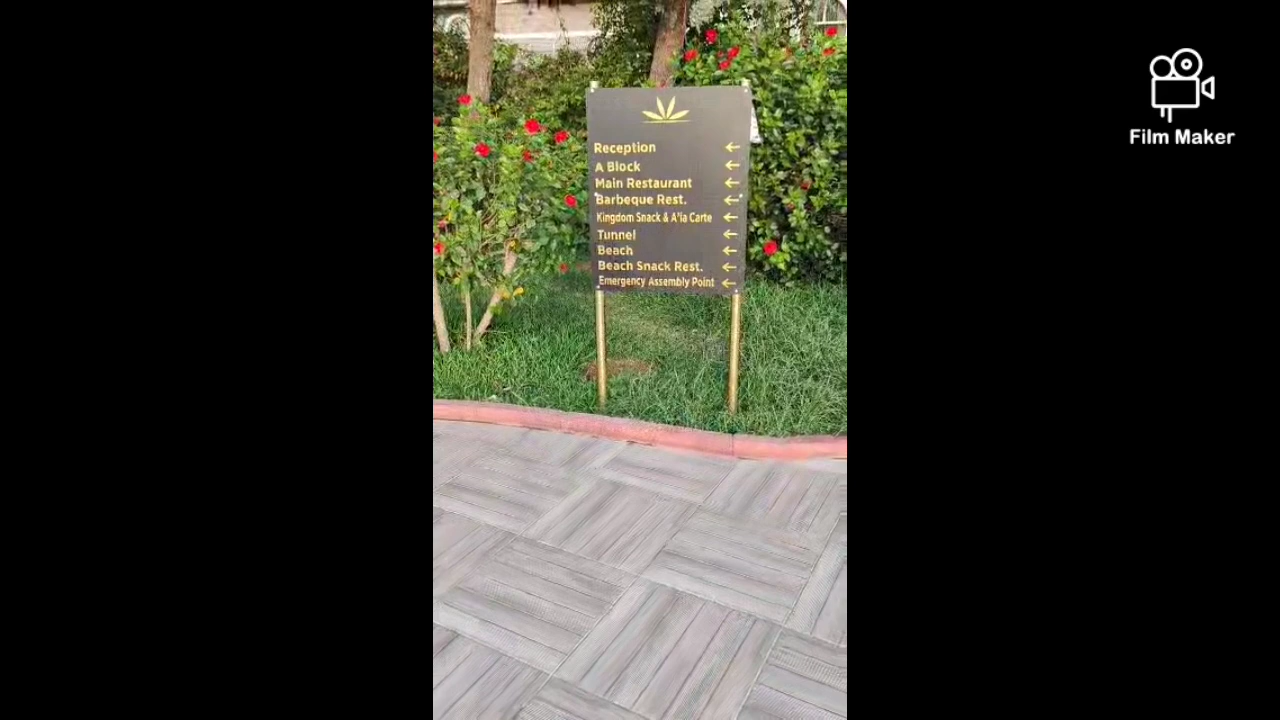 Reception ←
A Block ←
Main Restaurant ←
Barbeque Rest. ←
Kingdom Snack & A'la Carte ←
Tunnel ←
Beach ←
Beach Snack Rest. ←
Emergency Assembly Point ←
Film Maker